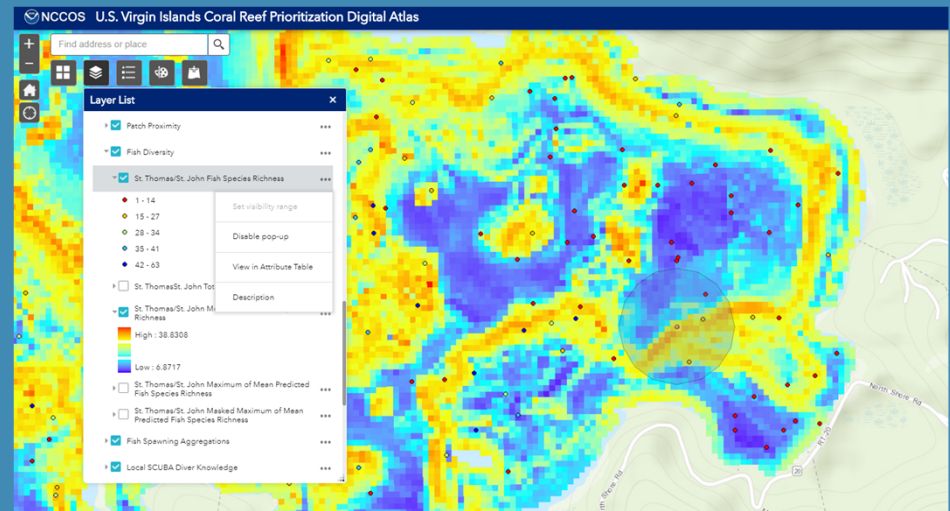 NCCOS U.S. Virgin Islands Coral Reef Prioritization Digital Atlas
+
Find address or place
−
Layer List ×
Patch Proximity •••
Fish Diversity •••
St. Thomas/St. John Fish Species Richness •••
1 - 14
15 - 27
28 - 34
35 - 41
42 - 63
Set visibility range
Disable pop-up
View in Attribute Table
Description
St. ThomasSt. John Tot
St. Thomas/St. John M
Richness •••
High : 38.8308
Low : 6.8717
St. Thomas/St. John Maximum of Mean Predicted •••
Fish Species Richness
St. Thomas/St. John Masked Maximum of Mean •••
Predicted Fish Species Richness
Fish Spawning Aggregations •••
Local SCUBA Diver Knowledge •••
North Shore Rd
RT-20
20
North Shore Rd